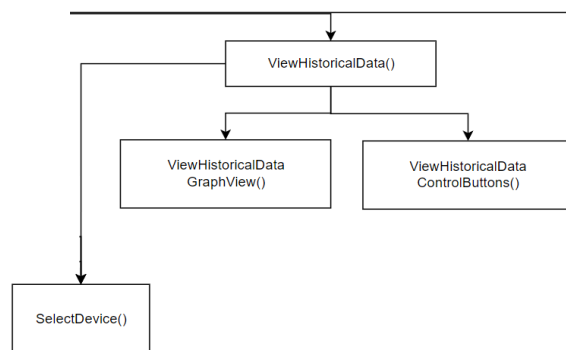 ViewHistoricalData()
ViewHistoricalData
GraphView()
ViewHistoricalData
ControlButtons()
SelectDevice()